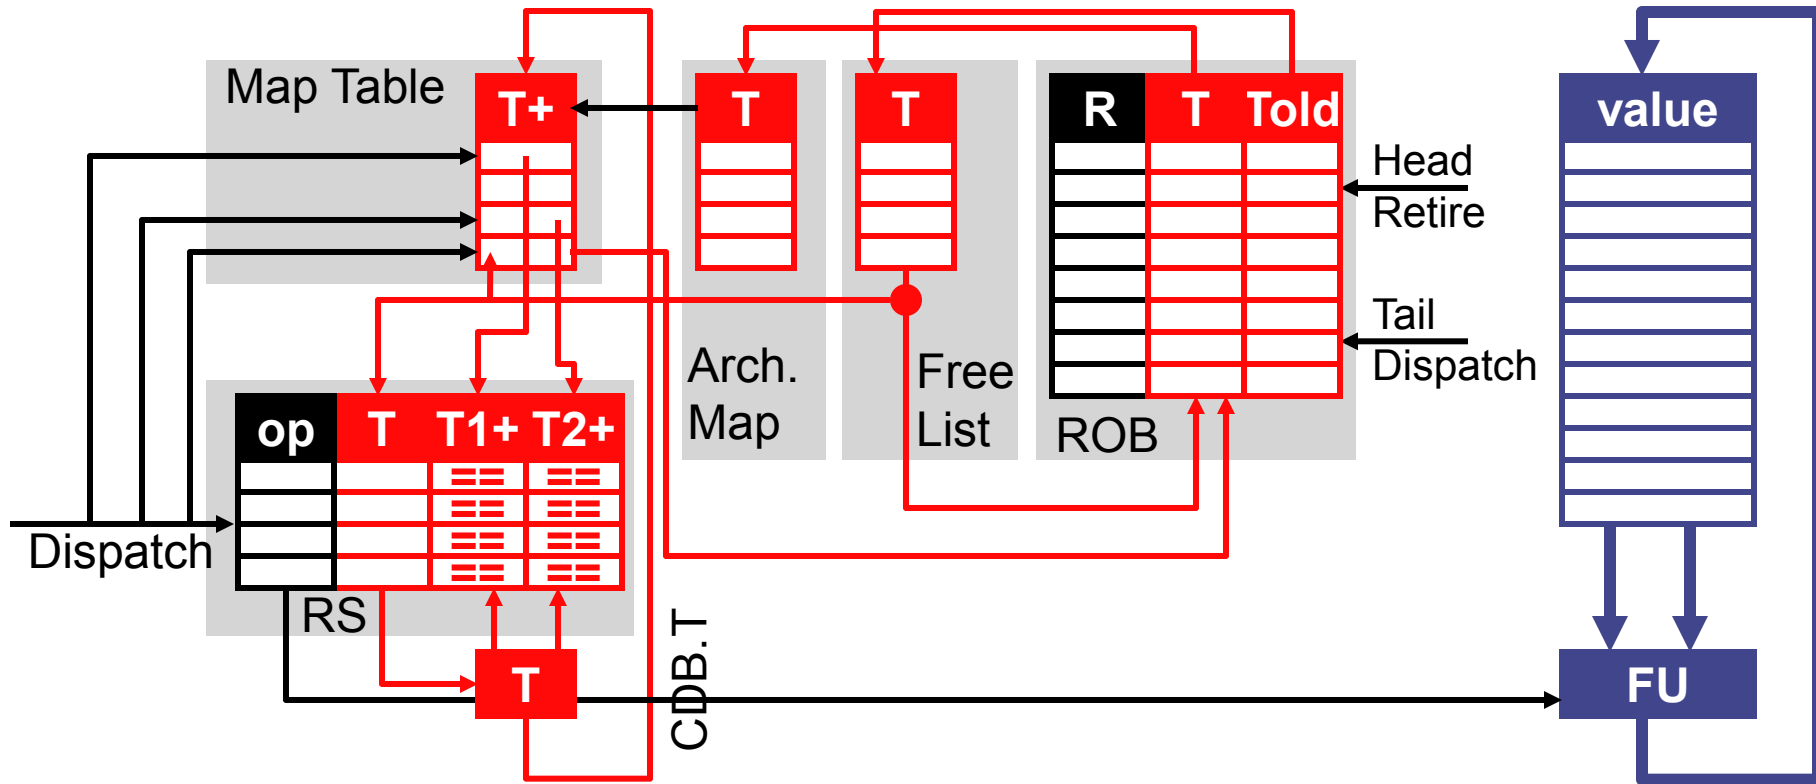 Map Table
T+
T
T
R
T
Told
value
Head
Retire
Tail
Dispatch
Arch.
Map
Free
List
ROB
op
T
T1+
T2+
Dispatch
RS
CDB.T
T
FU